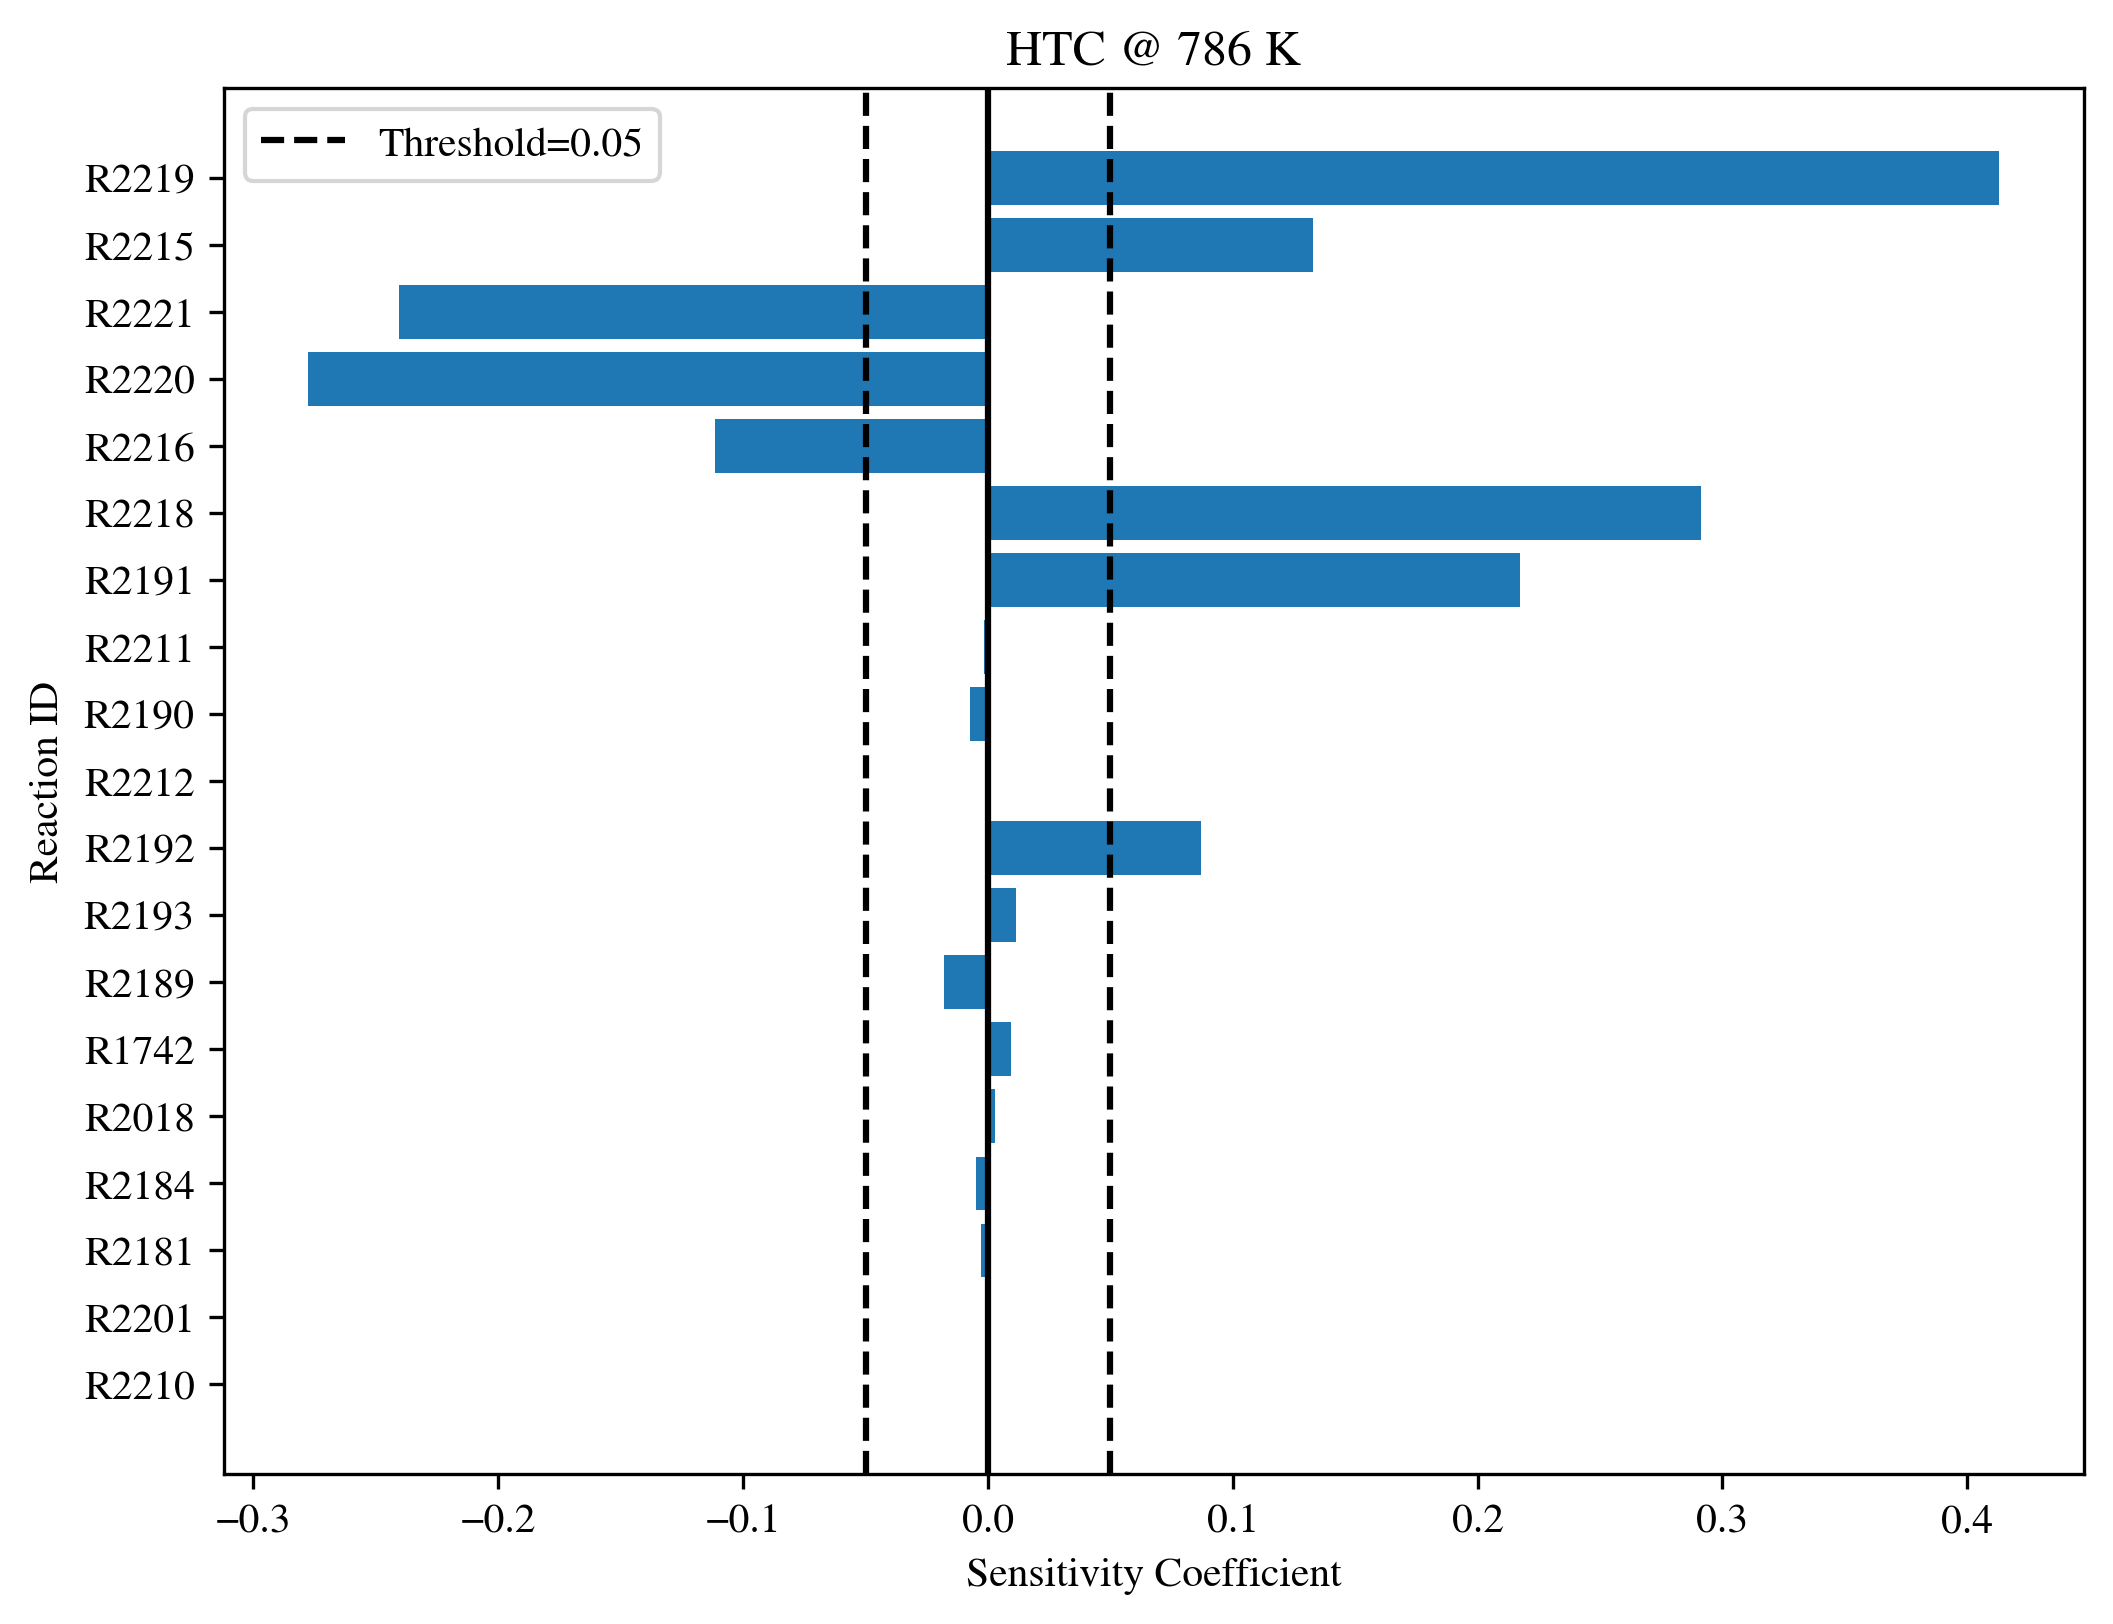 HTC @ 786 K
Threshold=0.05
R2219
R2215
R2221
R2220
R2216
R2218
R2191
R2211
R2190
R2212
R2192
R2193
R2189
R1742
R2018
R2184
R2181
R2201
R2210
Reaction ID
−0.3 −0.2 −0.1 0.0 0.1 0.2 0.3 0.4
Sensitivity Coefficient